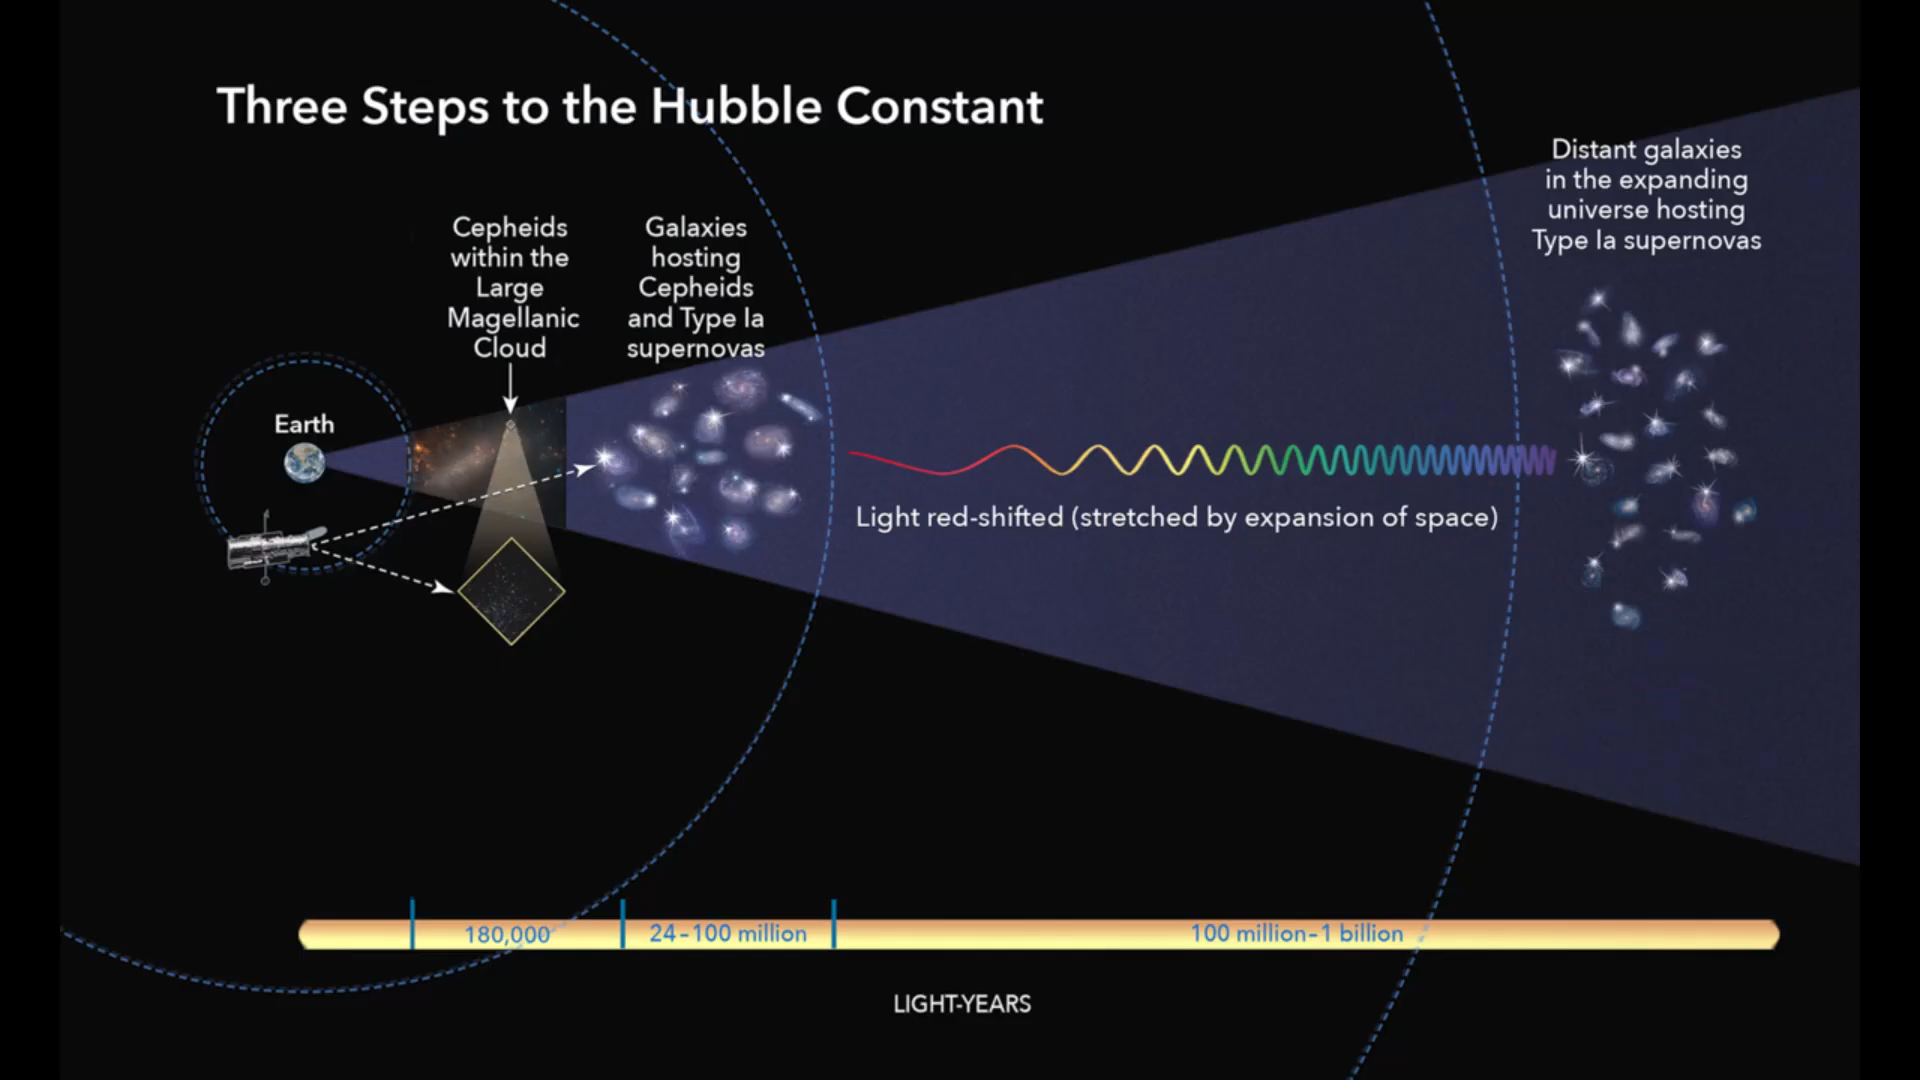 Three Steps to the Hubble Constant
Distant galaxies
in the expanding
universe hosting
Type Ia supernovas
Cepheids
within the
Large
Magellanic
Cloud
Galaxies
hosting
Cepheids
and Type Ia
supernovas
Earth
Light red-shifted (stretched by expansion of space)
180,000
24-100 million
100 million-1 billion
LIGHT-YEARS